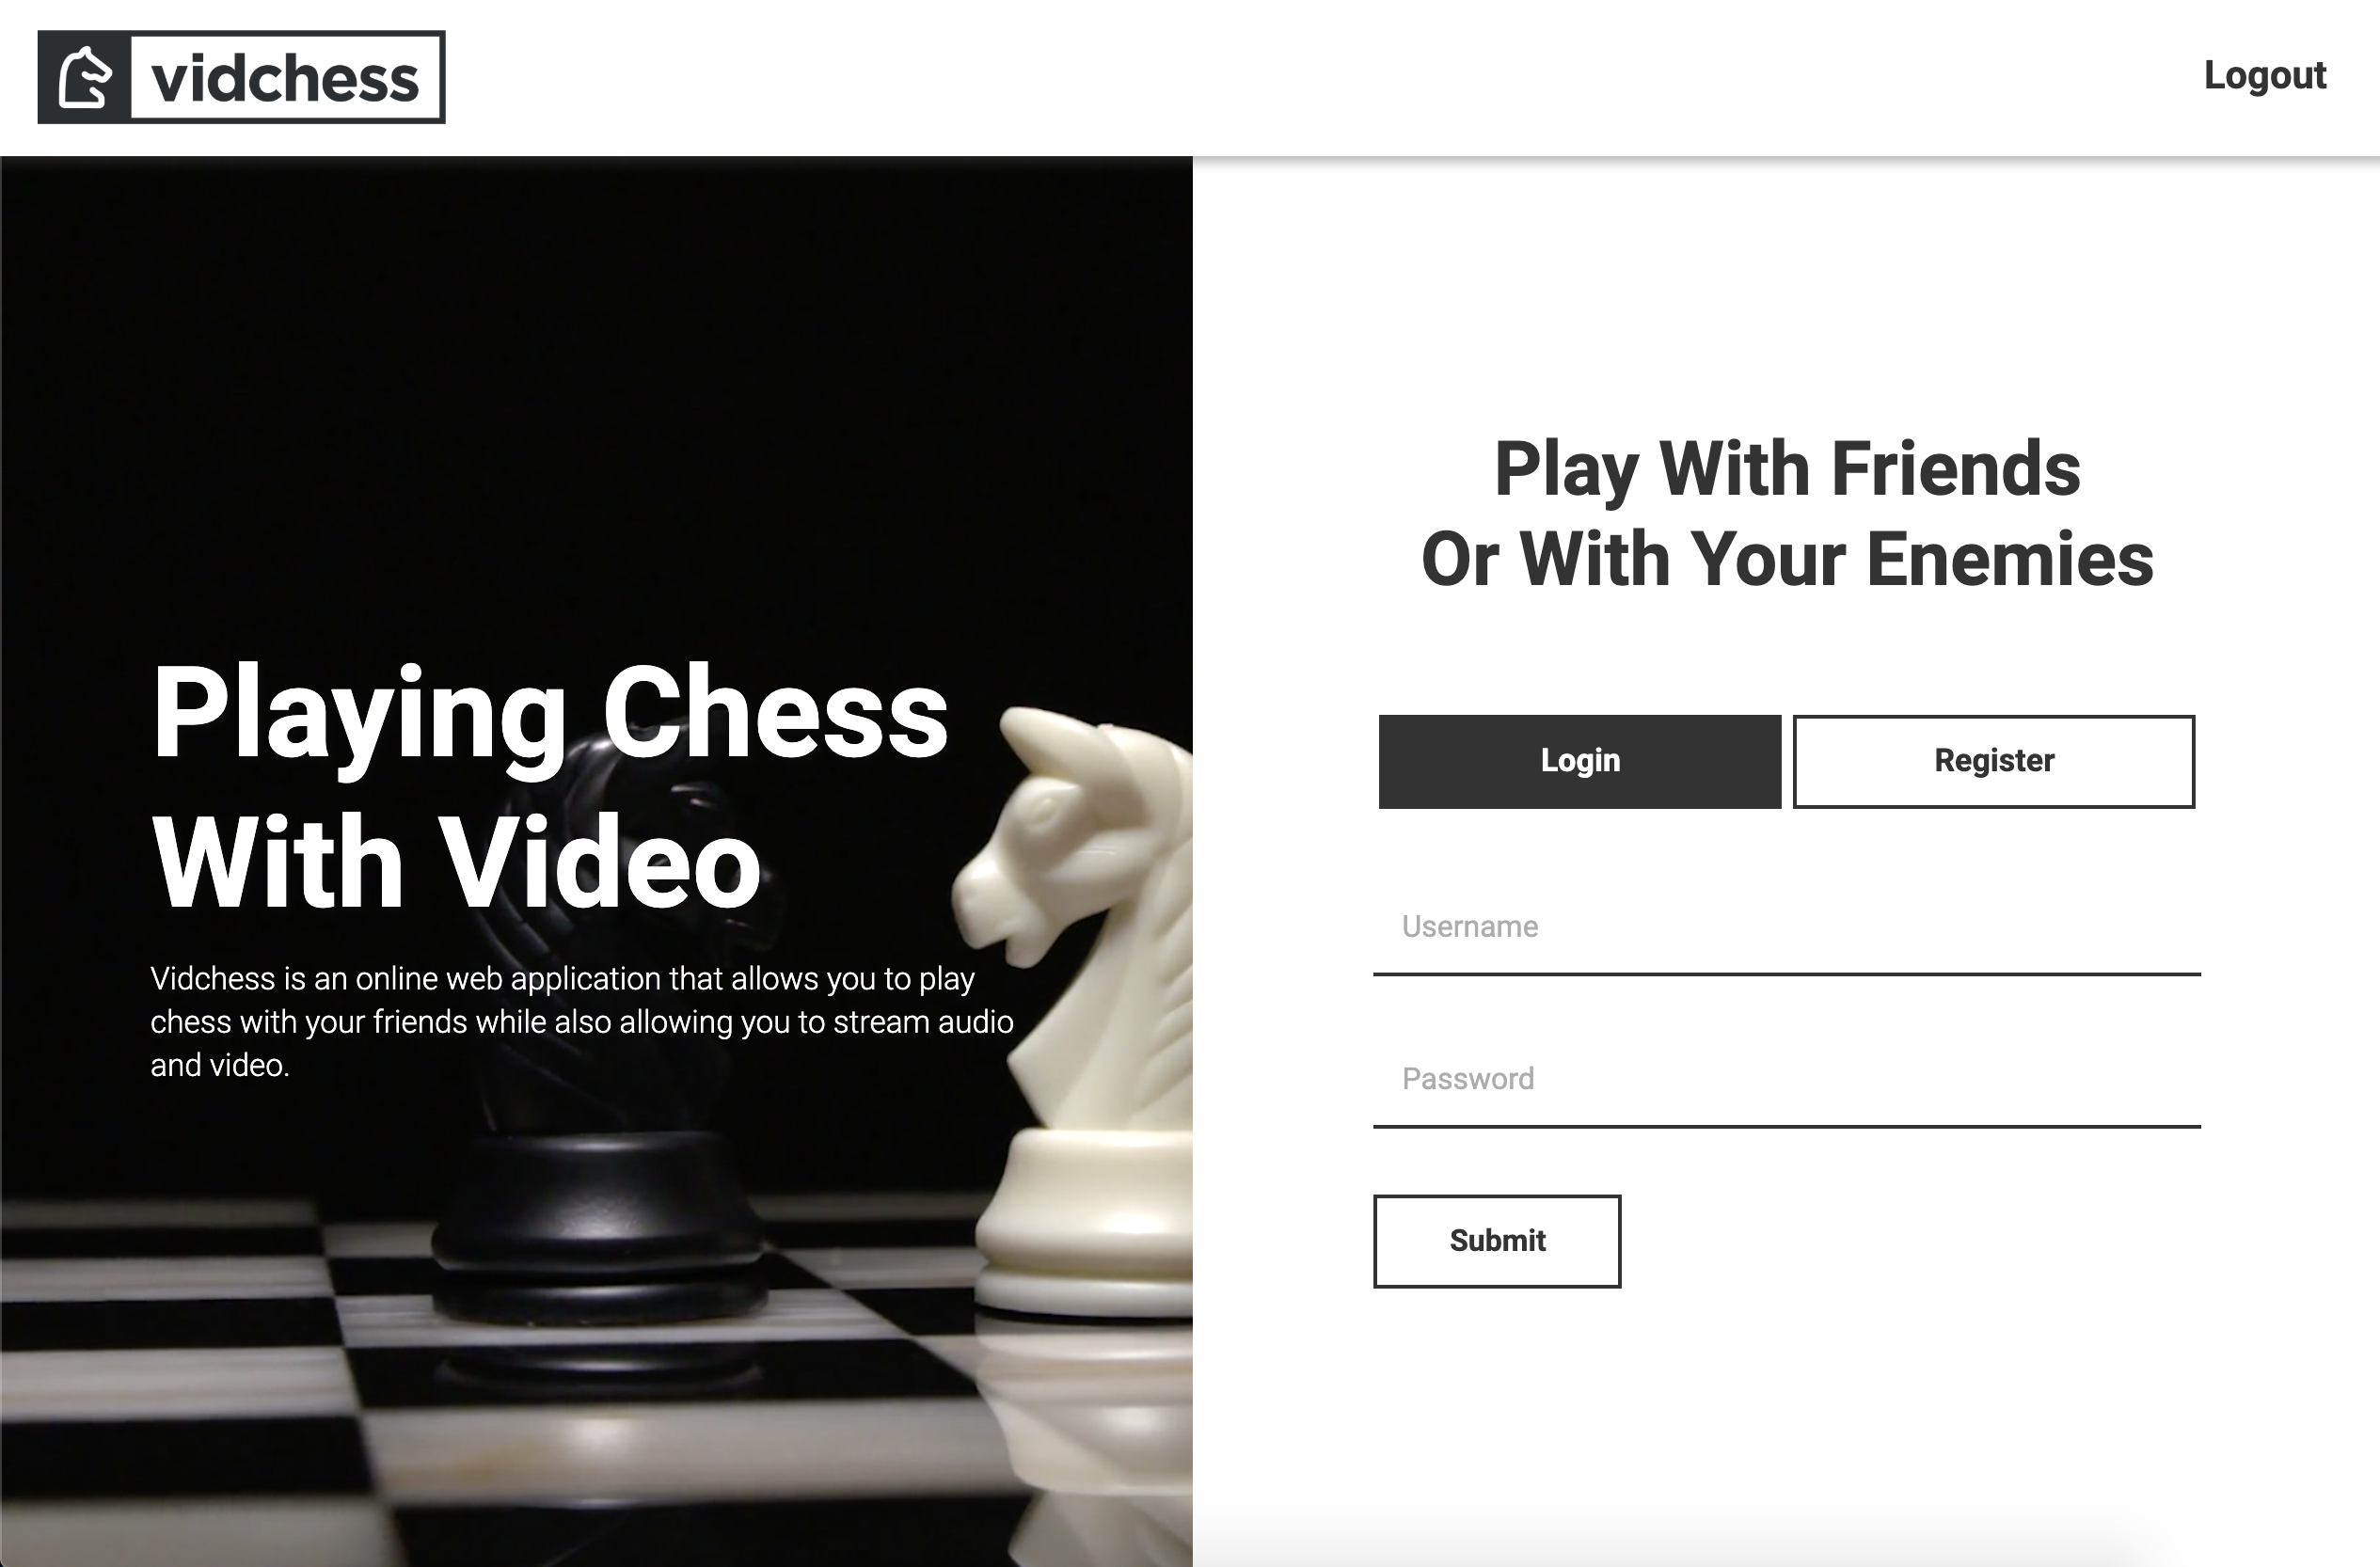 vidchess
Logout
Playing Chess
With Video
Vidchess is an online web application that allows you to play
chess with your friends while also allowing you to stream audio
and video.
Play With Friends
Or With Your Enemies
Login
Register
Username
Password
Submit